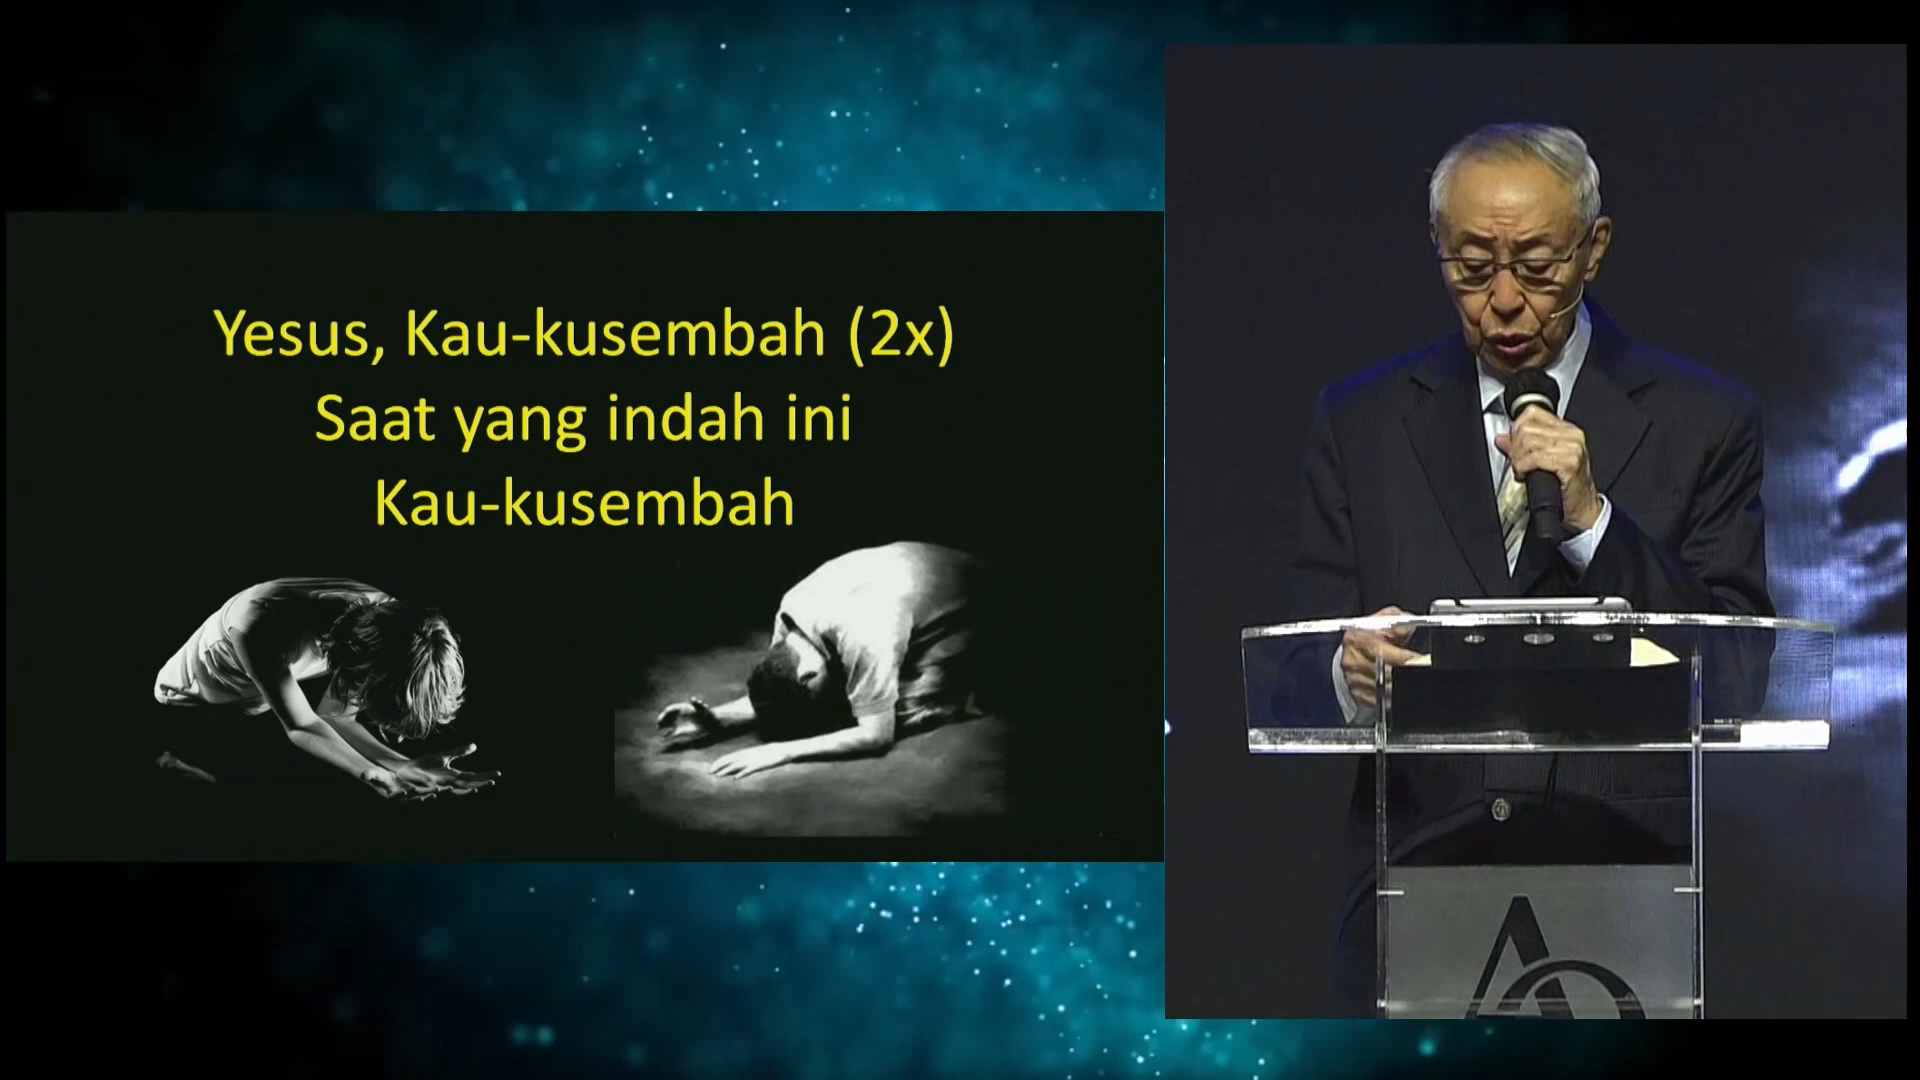 Yesus, Kau-kusembah (2x)
Saat yang indah ini
Kau-kusembah